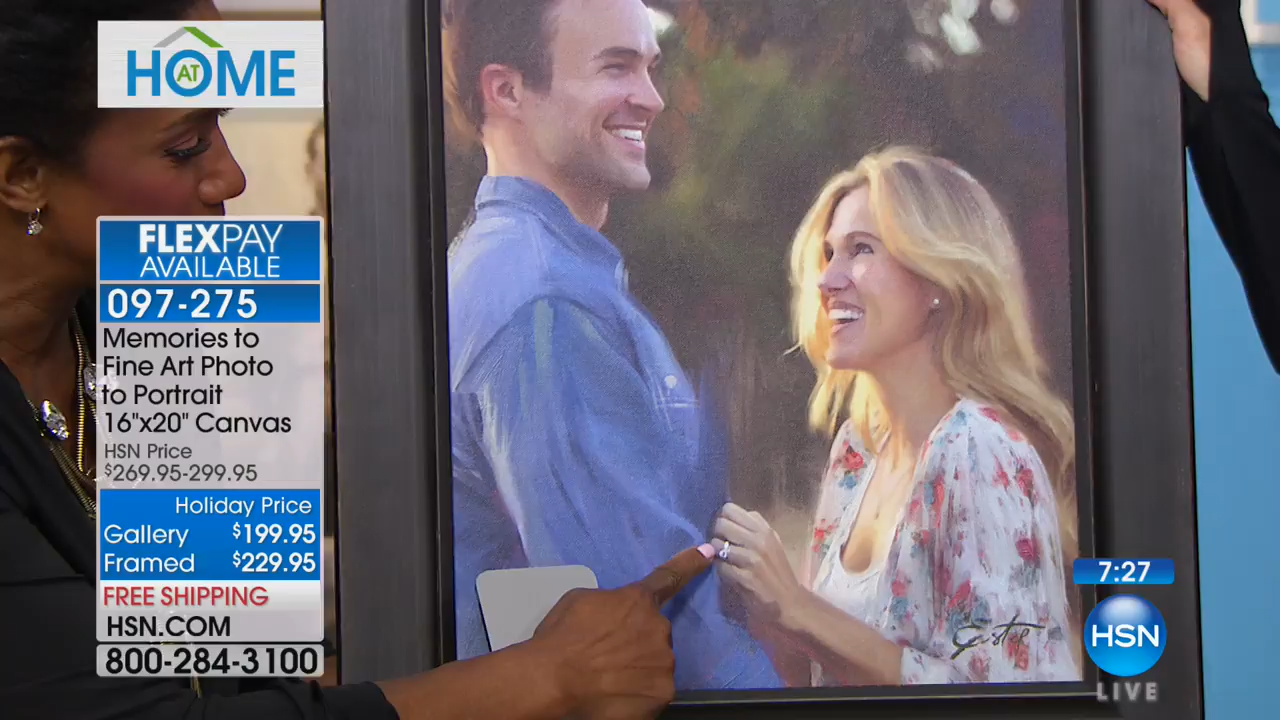 AT HOME
FLEXPAY
AVAILABLE
097-275
Memories to
Fine Art Photo
to Portrait
16"x20" Canvas
HSN Price
$269.95-299.95
Holiday Price
Gallery $199.95
Framed $229.95
FREE SHIPPING
HSN.COM
800-284-3100
7:27
HSN
LIVE